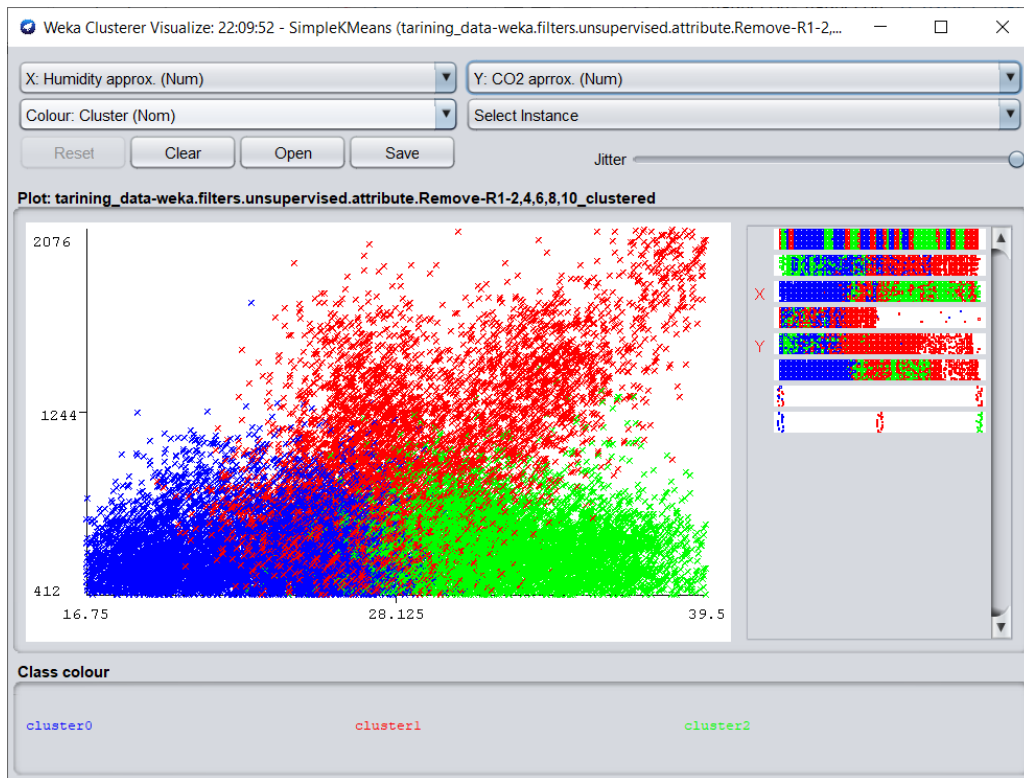 Weka Clusterer Visualize: 22:09:52 - SimpleKMeans (tarining_data-weka.filters.unsupervised.attribute.Remove-R1-2,...
X: Humidity approx. (Num)
Y: CO2 aprrox. (Num)
Colour: Cluster (Nom)
Select Instance
Reset
Clear
Open
Save
Jitter
Plot: tarining_data-weka.filters.unsupervised.attribute.Remove-R1-2,4,6,8,10_clustered
2076
1244
412
16.75
28.125
39.5
X
Y
Class colour
cluster0
cluster1
cluster2